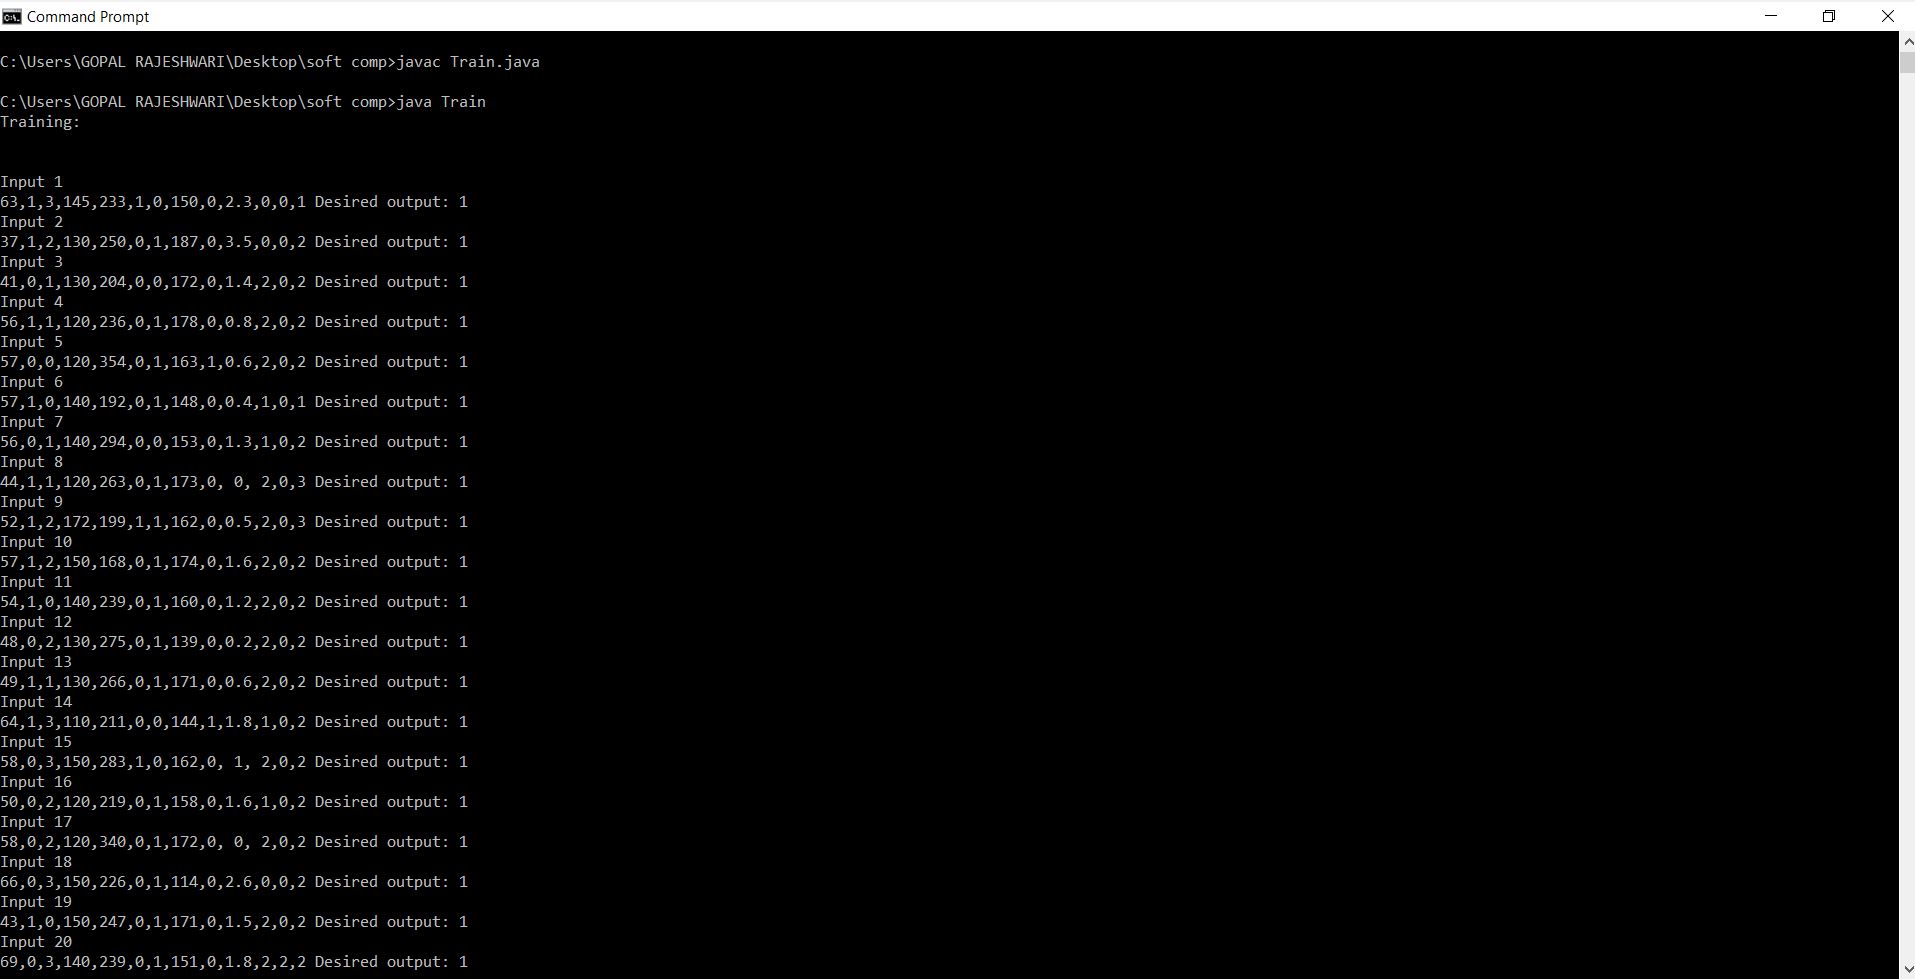 Command Prompt
C:\Users\GOPAL RAJESHWARI\Desktop\soft comp>javac Train.java
C:\Users\GOPAL RAJESHWARI\Desktop\soft comp>java Train
Training:
Input 1
63,1,3,145,233,1,0,150,0,2.3,0,0,1 Desired output: 1
Input 2
37,1,2,130,250,0,1,187,0,3.5,0,0,2 Desired output: 1
Input 3
41,0,1,130,204,0,0,172,0,1.4,2,0,2 Desired output: 1
Input 4
56,1,1,120,236,0,1,178,0,0.8,2,0,2 Desired output: 1
Input 5
57,0,0,120,354,0,1,163,1,0.6,2,0,2 Desired output: 1
Input 6
57,1,0,140,192,0,1,148,0,0.4,1,0,1 Desired output: 1
Input 7
56,0,1,140,294,0,0,153,0,1.3,1,0,2 Desired output: 1
Input 8
44,1,1,120,263,0,1,173,0, 0, 2,0,3 Desired output: 1
Input 9
52,1,2,172,199,1,1,162,0,0.5,2,0,3 Desired output: 1
Input 10
57,1,2,150,168,0,1,174,0,1.6,2,0,2 Desired output: 1
Input 11
54,1,0,140,239,0,1,160,0,1.2,2,0,2 Desired output: 1
Input 12
48,0,2,130,275,0,1,139,0,0.2,2,0,2 Desired output: 1
Input 13
49,1,1,130,266,0,1,171,0,0.6,2,0,2 Desired output: 1
Input 14
64,1,3,110,211,0,0,144,1,1.8,1,0,2 Desired output: 1
Input 15
58,0,3,150,283,1,0,162,0, 1, 2,0,2 Desired output: 1
Input 16
50,0,2,120,219,0,1,158,0,1.6,1,0,2 Desired output: 1
Input 17
58,0,2,120,340,0,1,172,0, 0, 2,0,2 Desired output: 1
Input 18
66,0,3,150,226,0,1,114,0,2.6,0,0,2 Desired output: 1
Input 19
43,1,0,150,247,0,1,171,0,1.5,2,0,2 Desired output: 1
Input 20
69,0,3,140,239,0,1,151,0,1.8,2,2,2 Desired output: 1